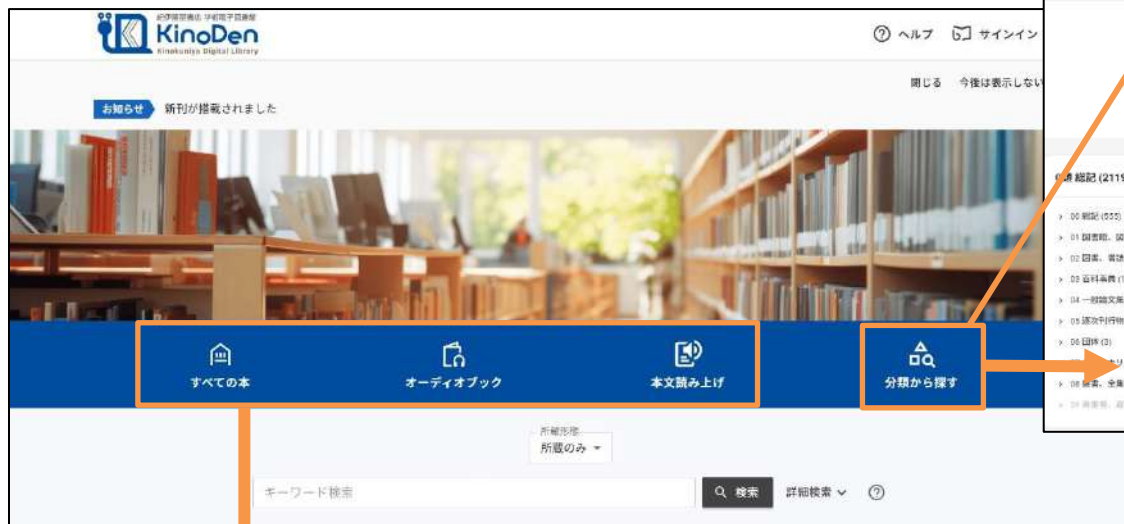 紀伊國屋書店 学術電子図書館
KinoDen
Kinokuniya Digital Library
ヘルプ
サインイン
閉じる 今後は表示しない
お知らせ 新刊が搭載されました
すべての本
オーディオブック
本文読み上げ
分類から探す
所蔵形態
所蔵のみ
キーワード検索
検索
詳細検索
総記 (2119
00 総記 (555)
01 図書館、図
02 図書、書誌
03 百科事典 (1
04 一般論文集
05 逐次刊行物
06 団体 (3)
08 叢書、全集